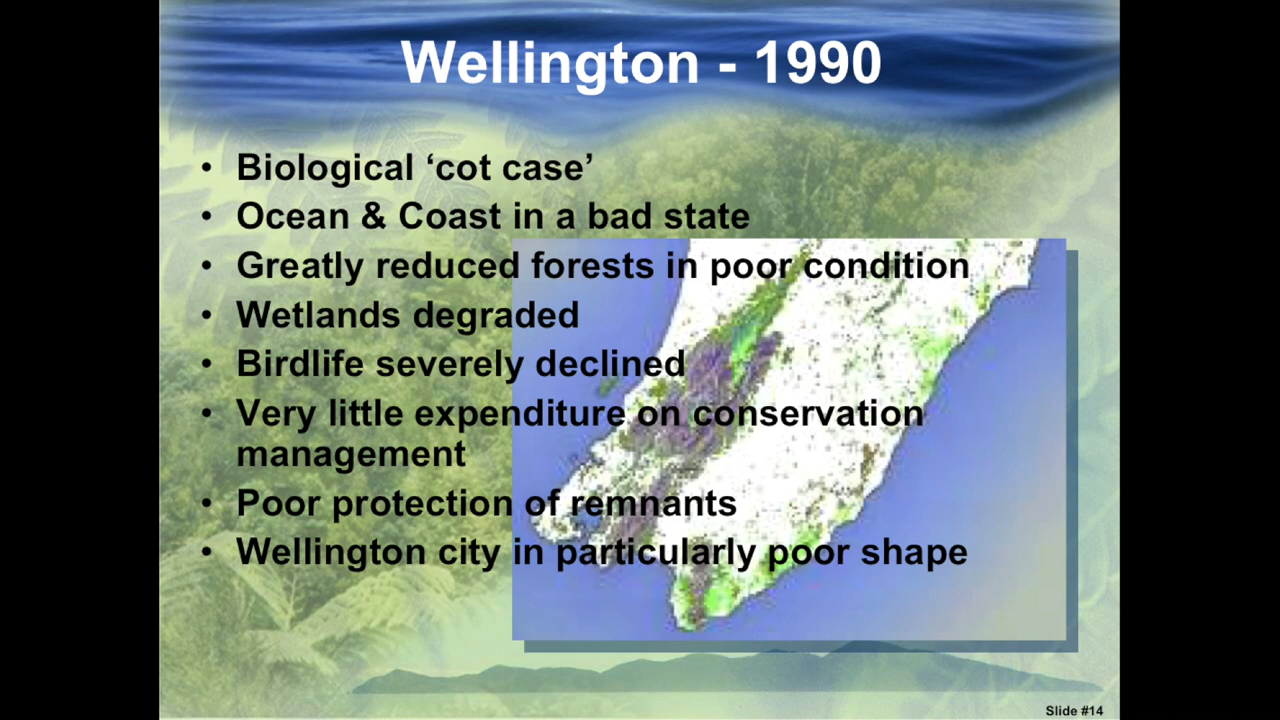 Wellington - 1990
• Biological ‘cot case’
• Ocean & Coast in a bad state
• Greatly reduced forests in poor condition
• Wetlands degraded
• Birdlife severely declined
• Very little expenditure on conservation
management
• Poor protection of remnants
• Wellington city in particularly poor shape
Slide #14